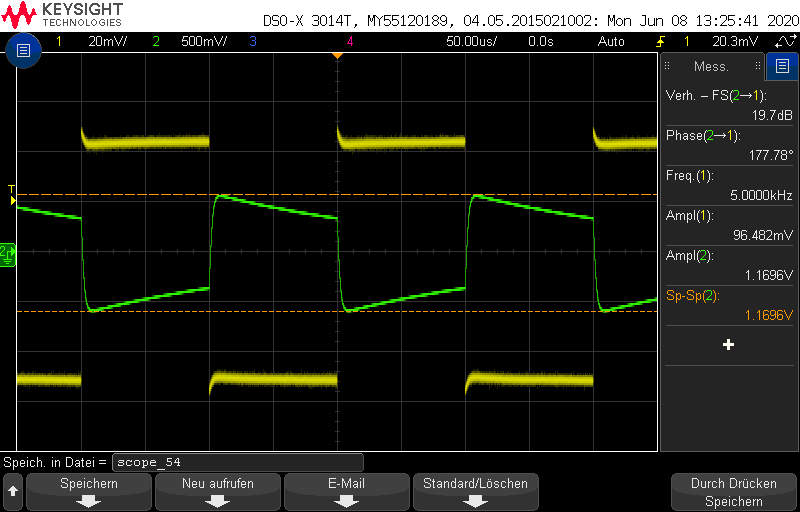 KEYSIGHT
TECHNOLOGIES
DSO-X 3014T, MY55120189, 04.05.2015021002: Mon Jun 08 13:25:41 2020
1 20mV/ 2 500mV/ 3 4 50.00us/ 0.0s Auto 1 20.3mV
Mess.
Verh. – FS(2→1):
19.7dB
Phase(2→1):
177.78°
Freq.(1):
5.0000kHz
Ampl(1):
96.482mV
Ampl(2):
1.1696V
Sp-Sp(2):
1.1696V
+
T
2
Speich. in Datei = scope_54
Speichern
Neu aufrufen
E-Mail
Standard/Löschen
Durch Drücken
Speichern